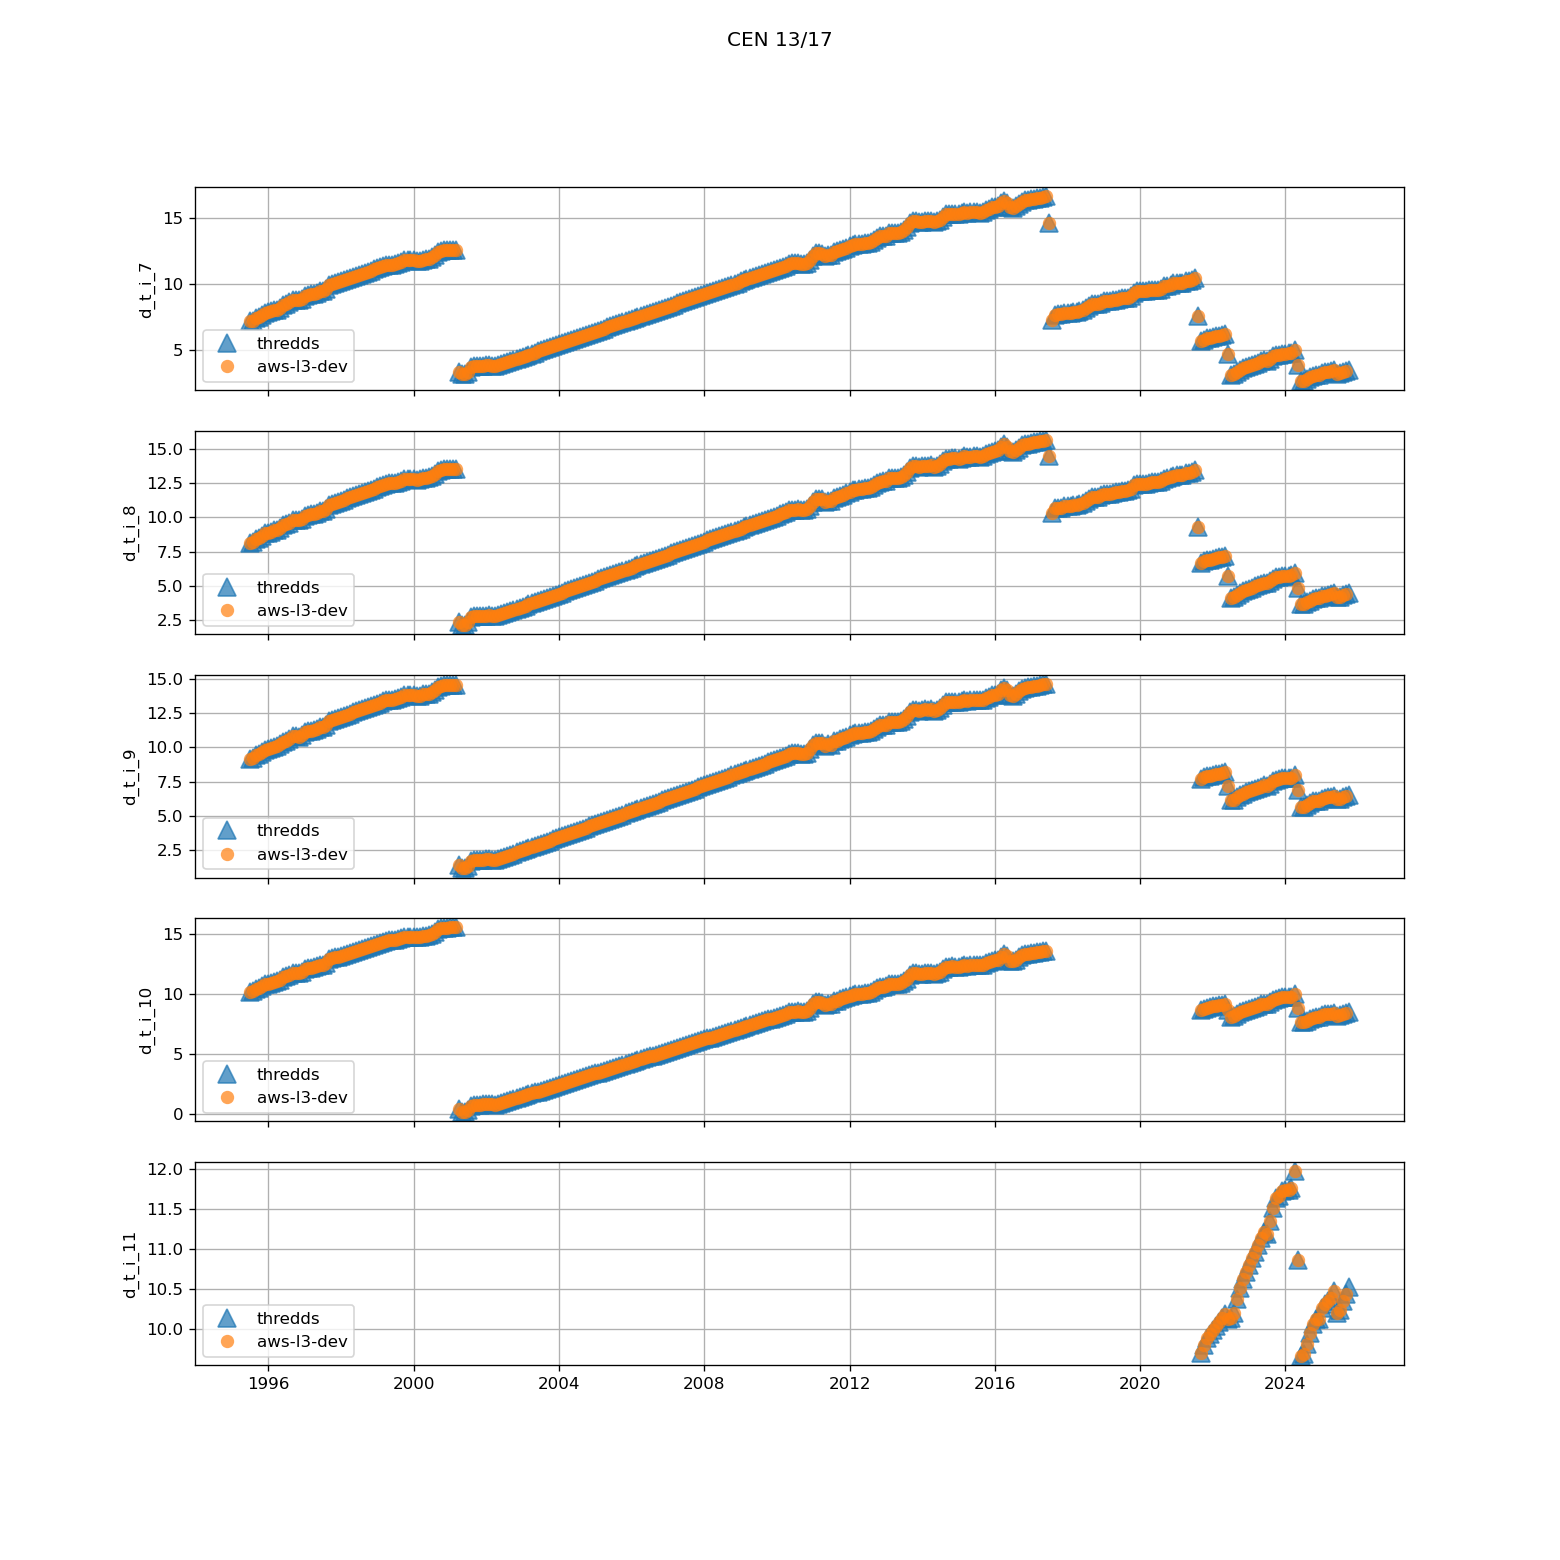 CEN 13/17
15
10
5
d_t_i_7
thredds
aws-l3-dev
15.0
12.5
10.0
7.5
5.0
2.5
d_t_i_8
thredds
aws-l3-dev
15.0
12.5
10.0
7.5
5.0
2.5
d_t_i_9
thredds
aws-l3-dev
15
10
5
0
d_t_i_10
thredds
aws-l3-dev
12.0
11.5
11.0
10.5
10.0
d_t_i_11
thredds
aws-l3-dev
1996 2000 2004 2008 2012 2016 2020 2024